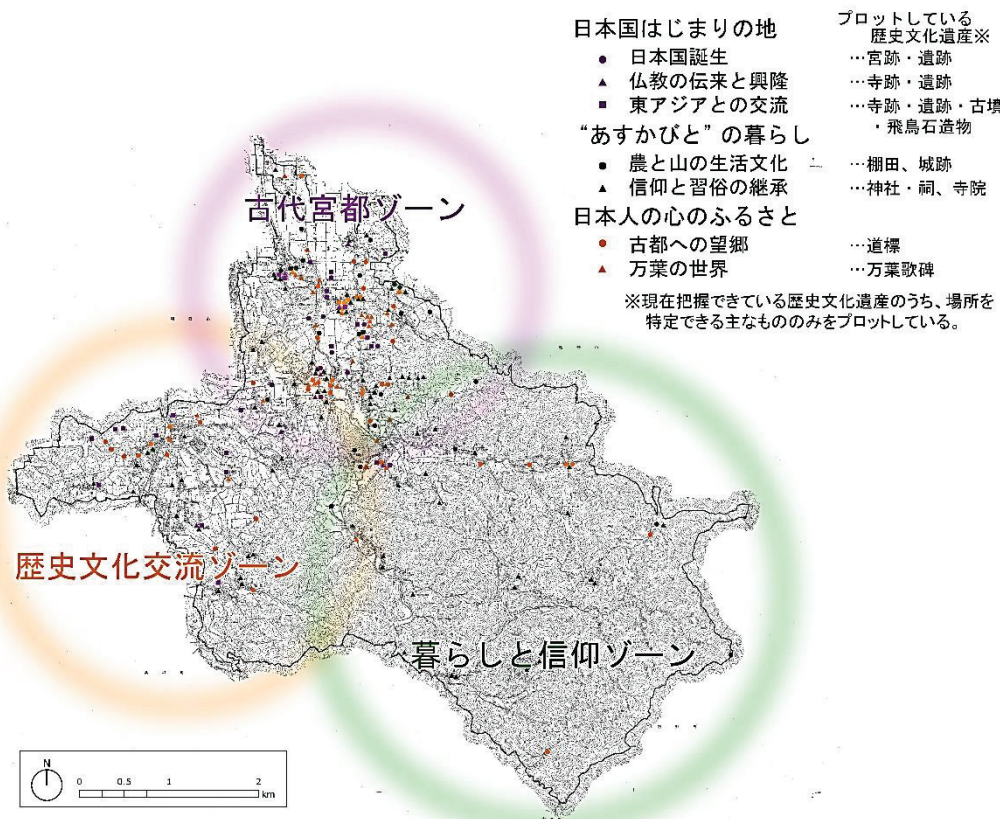 日本国はじまりの地
プロットしている
歴史文化遺産※
● 日本国誕生 …宮跡・遺跡
▲ 仏教の伝来と興隆 …寺跡・遺跡
■ 東アジアとの交流 …寺跡・遺跡・古墳
・飛鳥石造物
“あすかびと”の暮らし
● 農と山の生活文化 …棚田、城跡
▲ 信仰と習俗の継承 …神社・祠、寺院
日本人の心のふるさと
● 古都への望郷 …道標
▲ 万葉の世界 …万葉歌碑
※現在把握できている歴史文化遺産のうち、場所を
特定できる主なもののみをプロットしている。
古代宮都ゾーン
歴史文化交流ゾーン
暮らしと信仰ゾーン
N
0 0.5 1 2
km